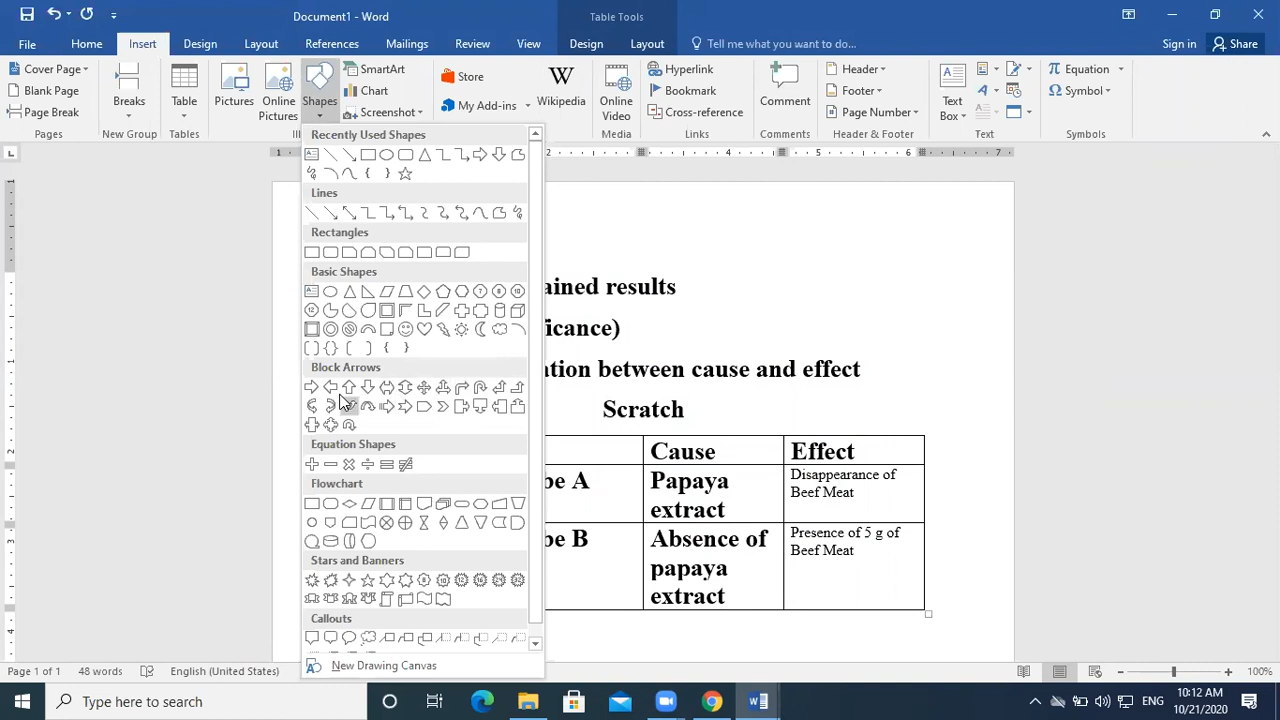 Document1 - Word
Table Tools
File
Home
Insert
Design
Layout
References
Mailings
Review
View
Design
Layout
Tell me what you want to do...
Sign in
Share
Cover Page
Blank Page
Page Break
Pages
Breaks
New Group
Table
Tables
Pictures
Online
Pictures
Shapes
SmartArt
Chart
Screenshot
Store
My Add-ins
Wikipedia
Online
Video
Media
Hyperlink
Bookmark
Cross-reference
Links
Comment
Comments
Header
Footer
Page Number
Header & Footer
Text
Box
Text
Equation
Symbol
Symbols
Recently Used Shapes
Lines
Rectangles
Basic Shapes
Block Arrows
Equation Shapes
Flowchart
Stars and Banners
Callouts
New Drawing Canvas
ained results
ficance)
ation between cause and effect
Scratch
Cause
Effect
be A
Papaya
extract
Disappearance of
Beef Meat
be B
Absence of
papaya
extract
Presence of 5 g of
Beef Meat
Page 1 of 1
48 words
English (United States)
100%
Type here to search
ENG
10:12 AM
10/21/2020